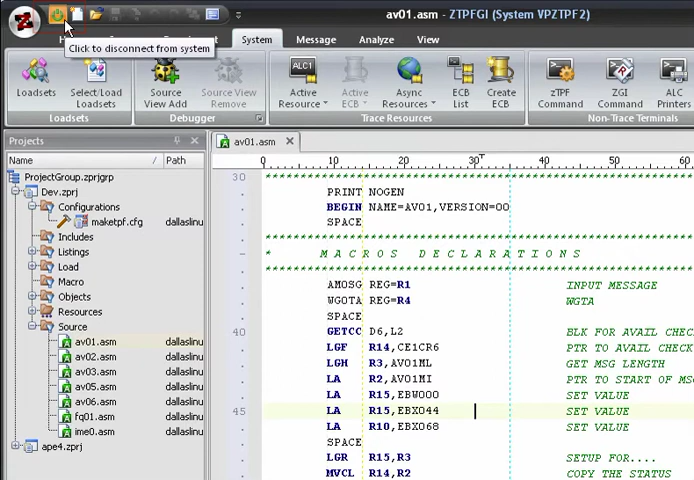 av01.asm - ZTPFGI (System VPZTPF2)
Click to disconnect from system
System
Message
Analyze
View
Loadsets
Select/Load Loadsets
Source View Add
Source View Remove
Active Resource
Active ECB
Async Resources
ECB List
Create ECB
zTPF Command
ZGI Command
ALC Printers
Loadsets
Debugger
Trace Resources
Non-Trace Terminals
Projects
Name
Path
ProjectGroup.zprjgrp
Dev.zprj
Configurations
maketpf.cfg dallaslinu
Includes
Listings
Load
Macro
Objects
Resources
Source
av01.asm dallaslinu
av02.asm dallaslinu
av03.asm dallaslinu
av05.asm dallaslinu
av06.asm dallaslinu
fq01.asm dallaslinu
ime0.asm dallaslinu
ape4.zprj
av01.asm
0 10 20 30 40 50 60
30 ************************************************
PRINT NOGEN
BEGIN NAME=AV01,VERSION=00
SPACE
************************************************
* M A C R O S D E C L A R A T I O N S
************************************************
AMOSG REG=R1 INPUT MESSAGE
WGOTA REG=R4 WGTA
SPACE
40 GETCC D6,L2 BLK FOR AVAIL CHECK
LGF R14,CE1CR6 PTR TO AVAIL CHECK
LGH R3,AV01ML GET MSG LENGTH
LA R2,AV01MI PTR TO START OF MS
LA R15,EBW000 SET VALUE
45 LA R15,EBX044 SET VALUE
LA R10,EBX068 SET VALUE
SPACE
LGR R15,R3 SETUP FOR....
MVCL R14,R2 COPY THE STATUS